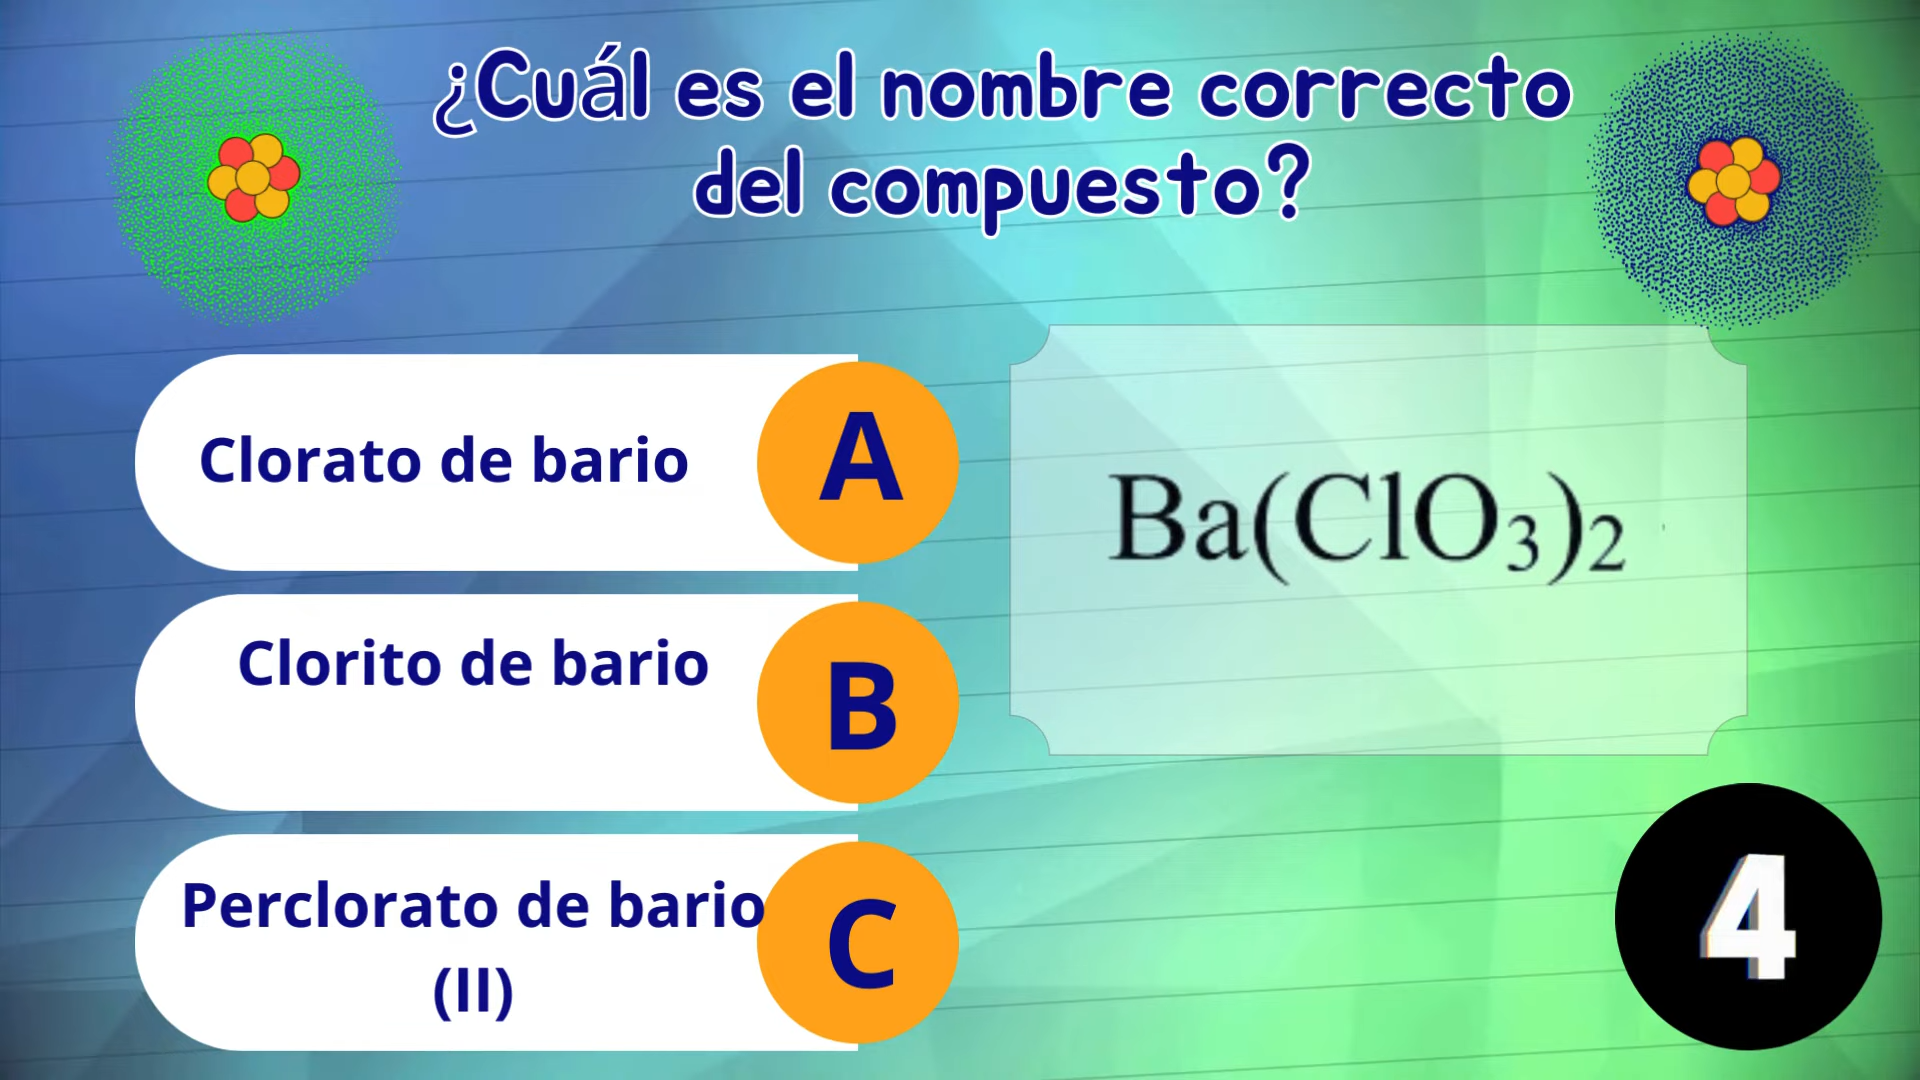 ¿Cuál es el nombre correcto
del compuesto?
Clorato de bario
A
Ba(ClO₃)₂
Clorito de bario
B
Perclorato de bario
(II)
C
4